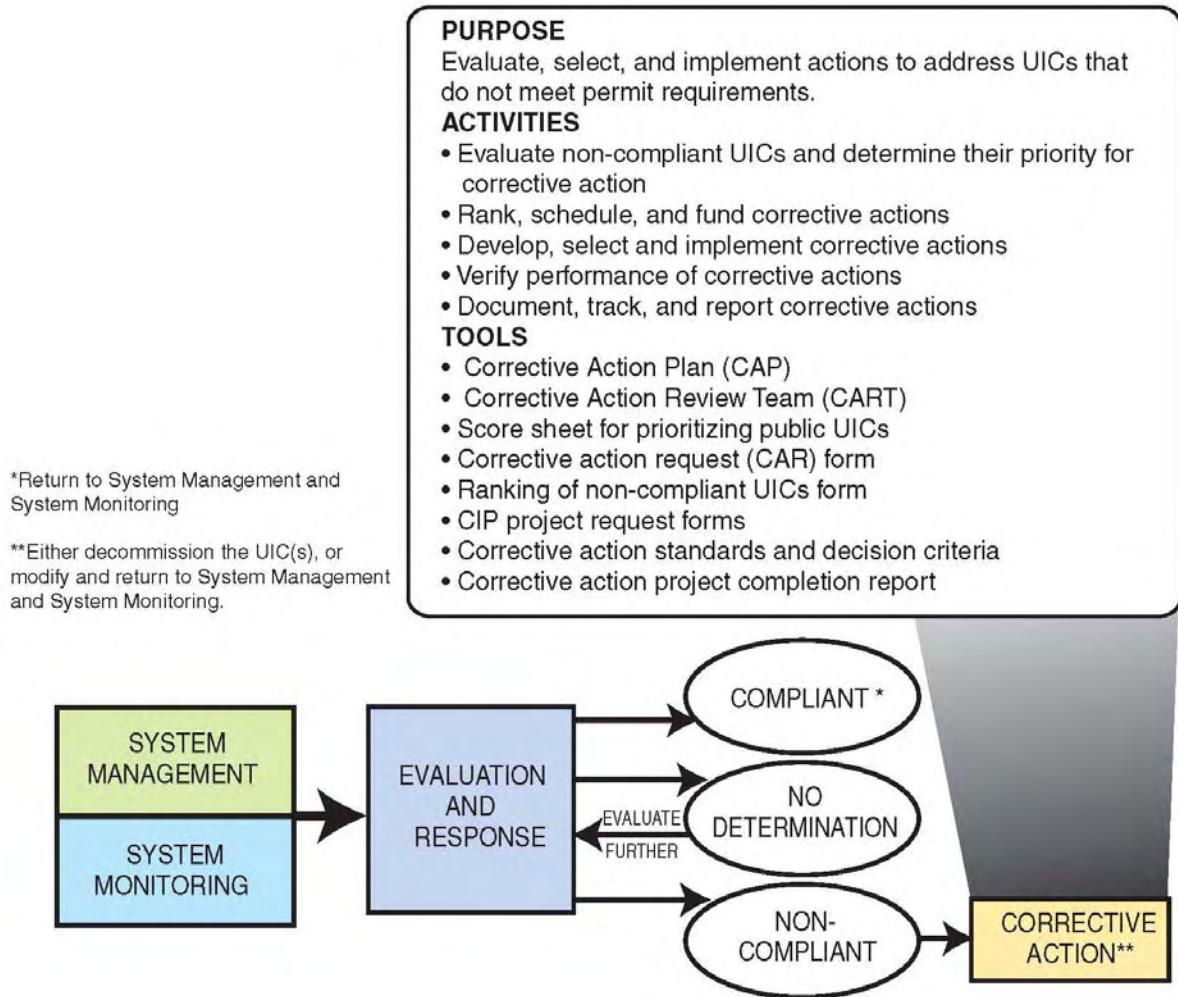 PURPOSE
Evaluate, select, and implement actions to address UICs that
do not meet permit requirements.
ACTIVITIES
• Evaluate non-compliant UICs and determine their priority for
corrective action
• Rank, schedule, and fund corrective actions
• Develop, select and implement corrective actions
• Verify performance of corrective actions
• Document, track, and report corrective actions
TOOLS
• Corrective Action Plan (CAP)
• Corrective Action Review Team (CART)
• Score sheet for prioritizing public UICs
• Corrective action request (CAR) form
• Ranking of non-compliant UICs form
• CIP project request forms
• Corrective action standards and decision criteria
• Corrective action project completion report
*Return to System Management and
System Monitoring
**Either decommission the UIC(s), or
modify and return to System Management
and System Monitoring.
SYSTEM
MANAGEMENT
SYSTEM
MONITORING
EVALUATION
AND
RESPONSE
COMPLIANT *
NO
DETERMINATION
EVALUATE
FURTHER
NON-
COMPLIANT
CORRECTIVE
ACTION**